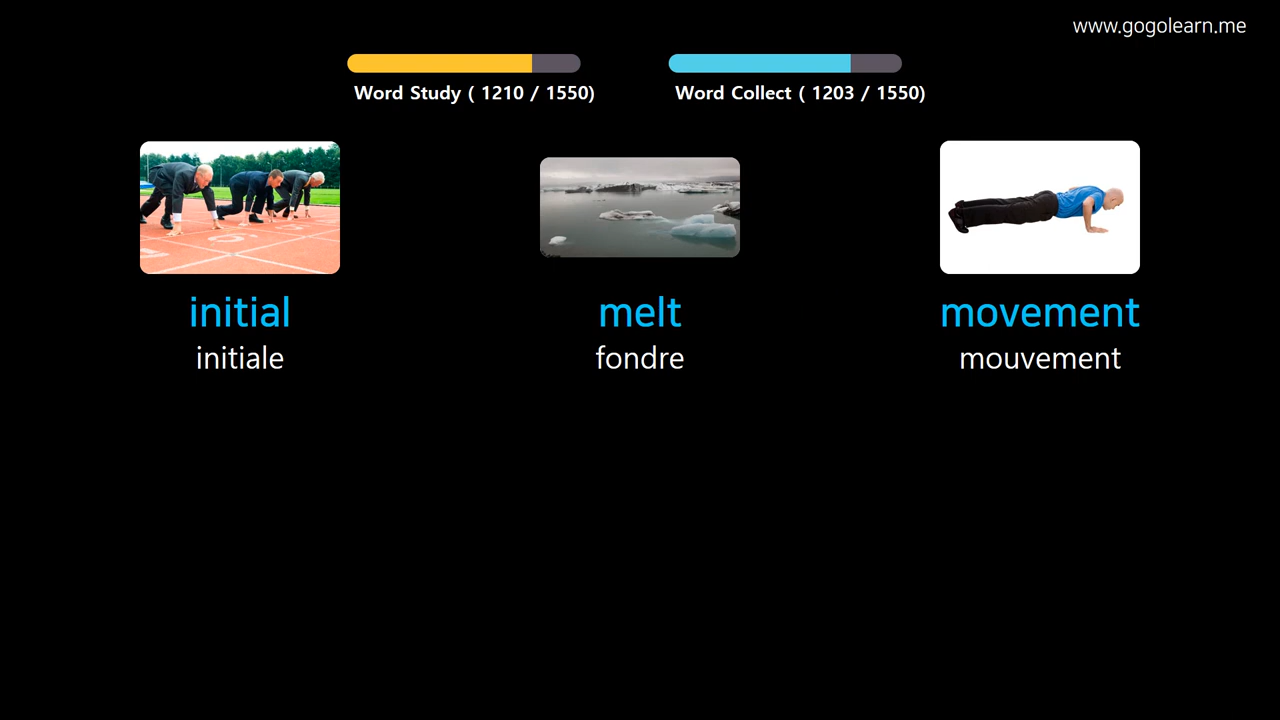 www.gogolearn.me
Word Study ( 1210 / 1550)
Word Collect ( 1203 / 1550)
initial
initiale
melt
fondre
movement
mouvement